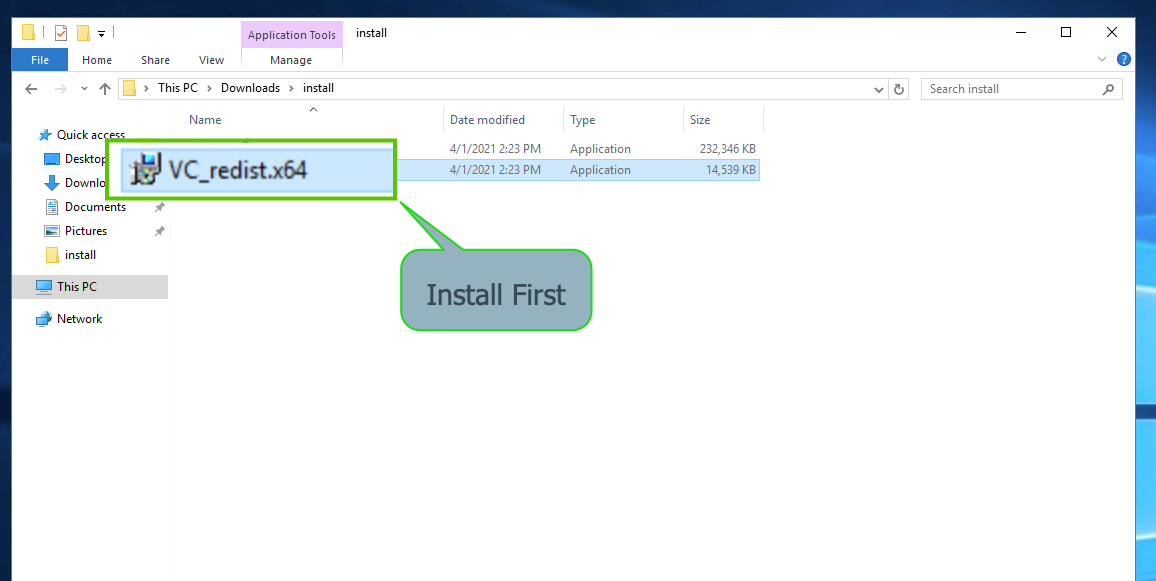 Application Tools install
File Home Share View Manage
This PC Downloads install
Search install
Name Date modified Type Size
Quick access
4/1/2021 2:23 PM Application 232,346 KB
Desktop
VC_redist.x64 4/1/2021 2:23 PM Application 14,539 KB
Downlo
Documents
Pictures
install
Install First
This PC
Network